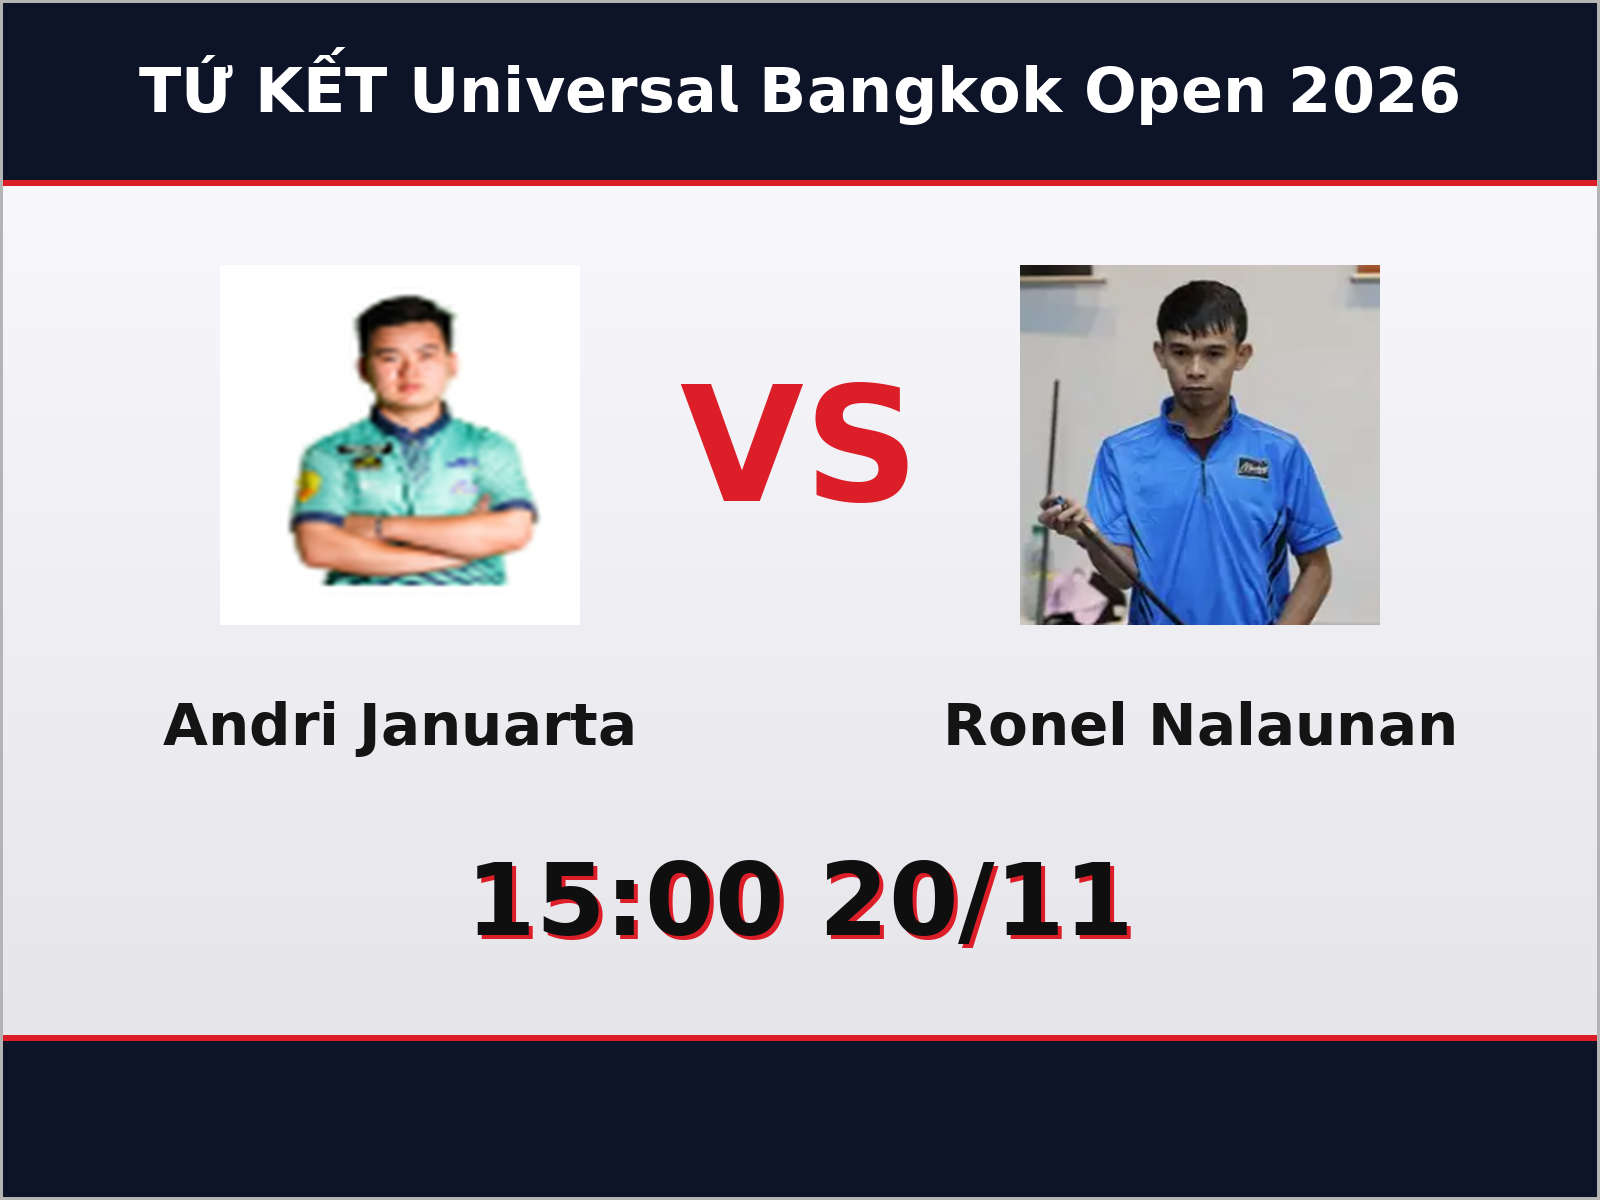 TỨ KẾT Universal Bangkok Open 2026
VS
Andri Januarta
Ronel Nalaunan
15:00 20/11